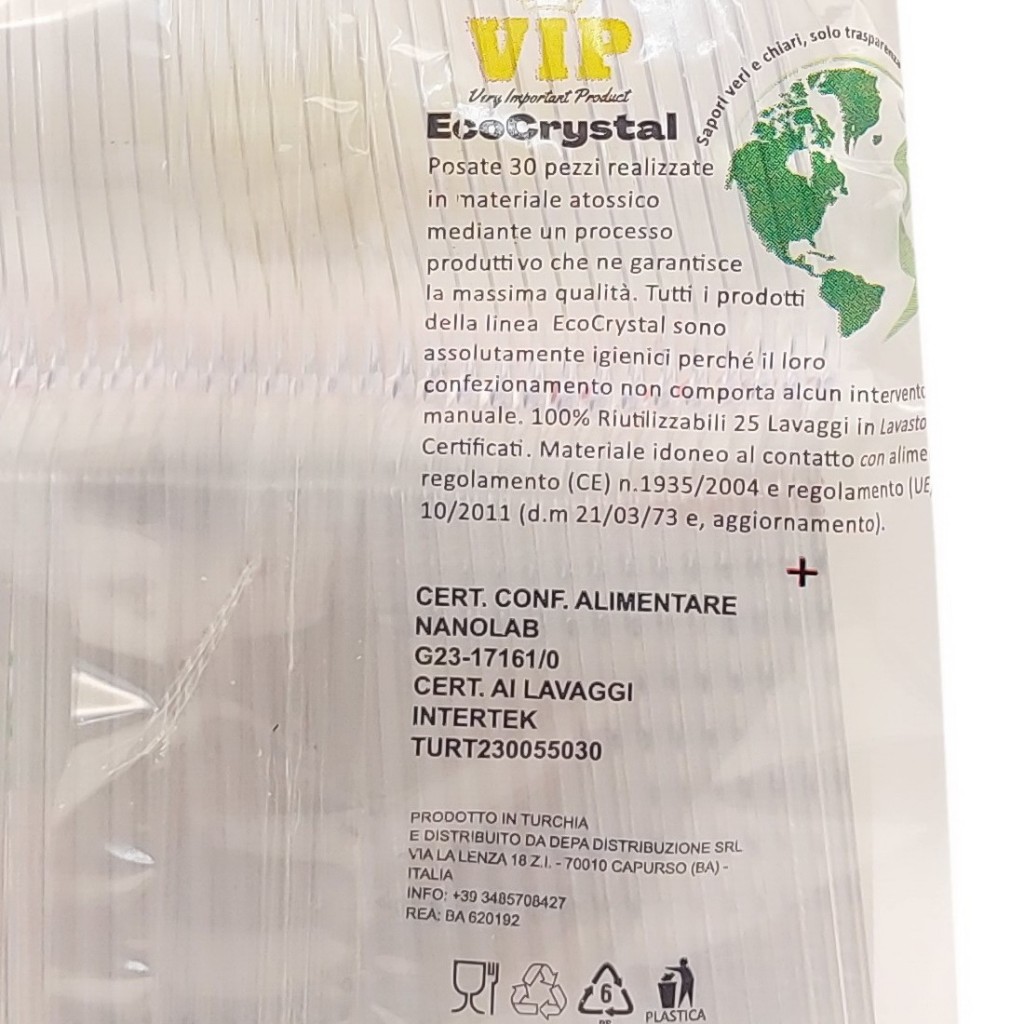 VIP
Very Important Product
EcoCrystal
Sapori veri e chiari, solo
Posate 30 pezzi realizzate
in materiale atossico
mediante un processo
produttivo che ne garantisce
la massima qualità. Tutti i prodotti
della linea EcoCrystal sono
assolutamente igienici perché il loro
confezionamento non comporta alcun
manuale. 100% Riutilizzabili 25 Lavaggi in
Certificati. Materiale idoneo al contatto con
regolamento (CE) n.1935/2004 e regolamento (UE
10/2011 (d.m 21/03/73 e, aggiornamento).
+
CERT. CONF. ALIMENTARE
NANOLAB
G23-17161/0
CERT. AI LAVAGGI
INTERTEK
TURT230055030
PRODOTTO IN TURCHIA
E DISTRIBUITO DA DEPA DISTRIBUZIONE SRL
VIA LA LENZA 18 Z.I. - 70010 CAPURSO (BA) -
ITALIA
INFO: +39 3485708427
REA: BA 620192
6
PLASTICA